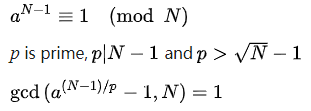 a^{N-1} ≡ 1 (mod N)
p is prime, p|N − 1 and p > √N − 1
gcd (a^{(N−1)/p} − 1, N) = 1